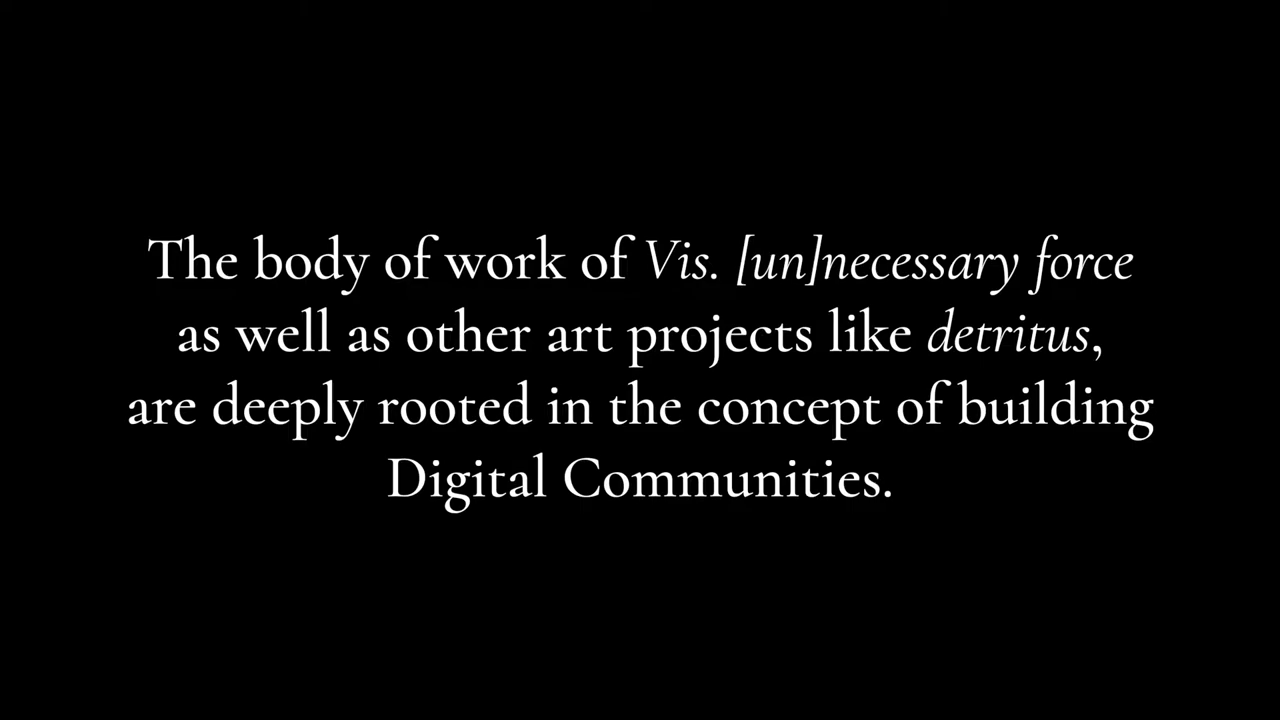 The body of work of Vis. [un]necessary force
as well as other art projects like detritus,
are deeply rooted in the concept of building
Digital Communities.